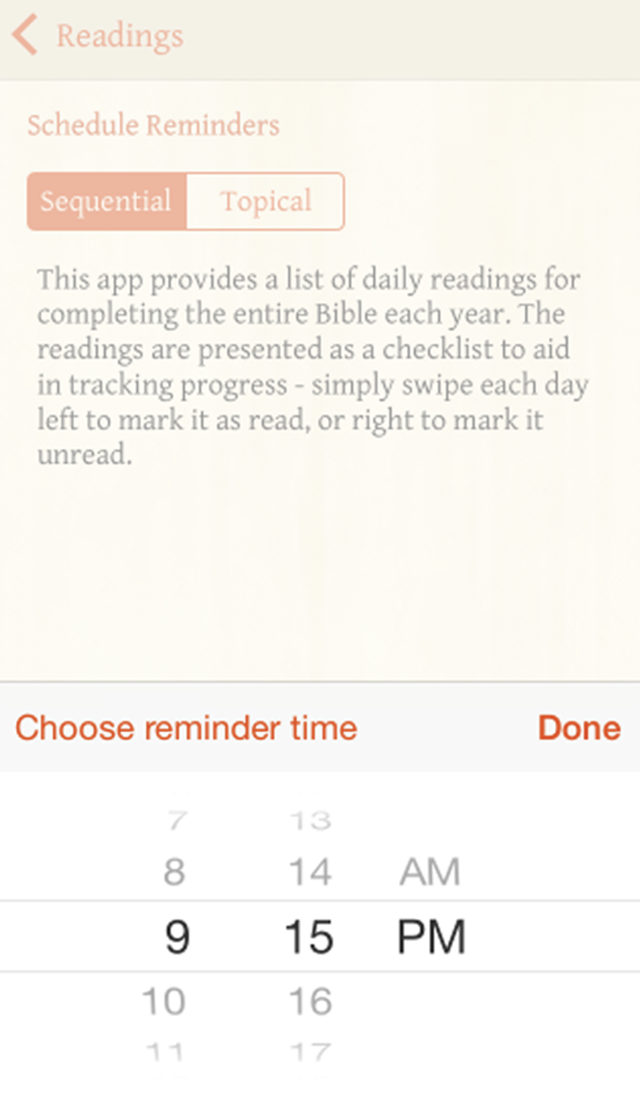 Readings
Schedule Reminders
Sequential Topical
This app provides a list of daily readings for
completing the entire Bible each year. The
readings are presented as a checklist to aid
in tracking progress - simply swipe each day
left to mark it as read, or right to mark it
unread.
Choose reminder time Done
7 13
8 14 AM
9 15 PM
10 16
11 17